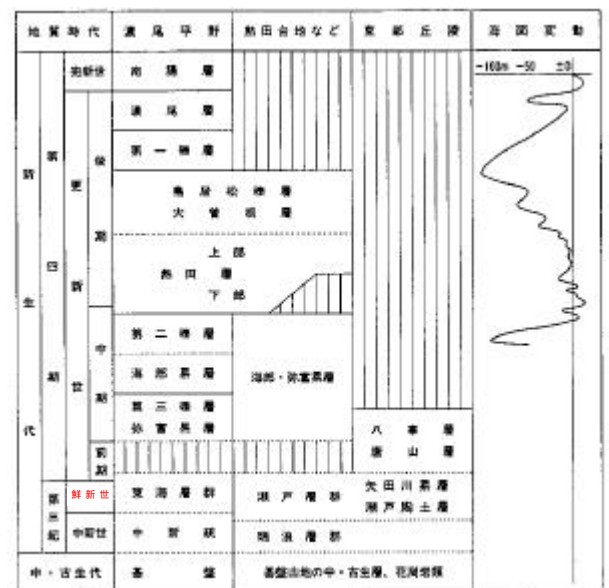 地質時代 濃尾平野 熱田台地など 東部丘陵 海面変動
完新世 南陽層 -100m -50 ±0
濃尾層
第一礫層
新生代 第四期 更新世 後期
鳥居松礫層
大曽根層
上部
熱田層
下部
中期 第二礫層
海部累層 海部・弥富累層
第三礫層
弥富累層 八事層
前期 唐山層
第三紀 鮮新世 東海層群 瀬戸層群 矢田川累層
瀬戸陶土層
中新世 中新統 瑞浪層群
中・古生代 基盤 基盤山地の中・古生層、花崗岩類